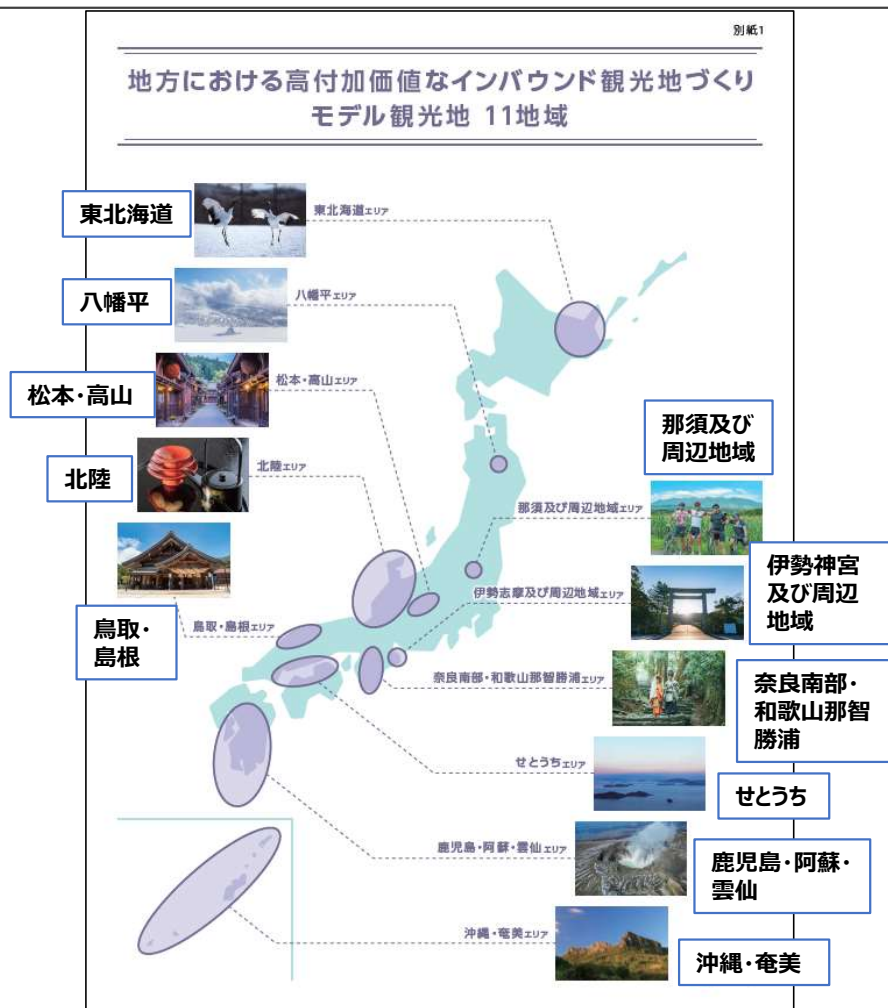 別紙1
地方における高付加価値なインバウンド観光地づくり
モデル観光地 11地域
東北海道
東北海道エリア
八幡平
八幡平エリア
松本・高山
松本・高山エリア
北陸
北陸エリア
鳥取・
島根
鳥取・島根エリア
那須及び
周辺地域
那須及び周辺地域エリア
伊勢神宮
及び周辺
地域
伊勢志摩及び周辺地域エリア
奈良南部・
和歌山那智
勝浦
奈良南部・和歌山那智勝浦エリア
せとうち
せとうちエリア
鹿児島・阿蘇・
雲仙
鹿児島・阿蘇・雲仙エリア
沖縄・奄美
沖縄・奄美エリア